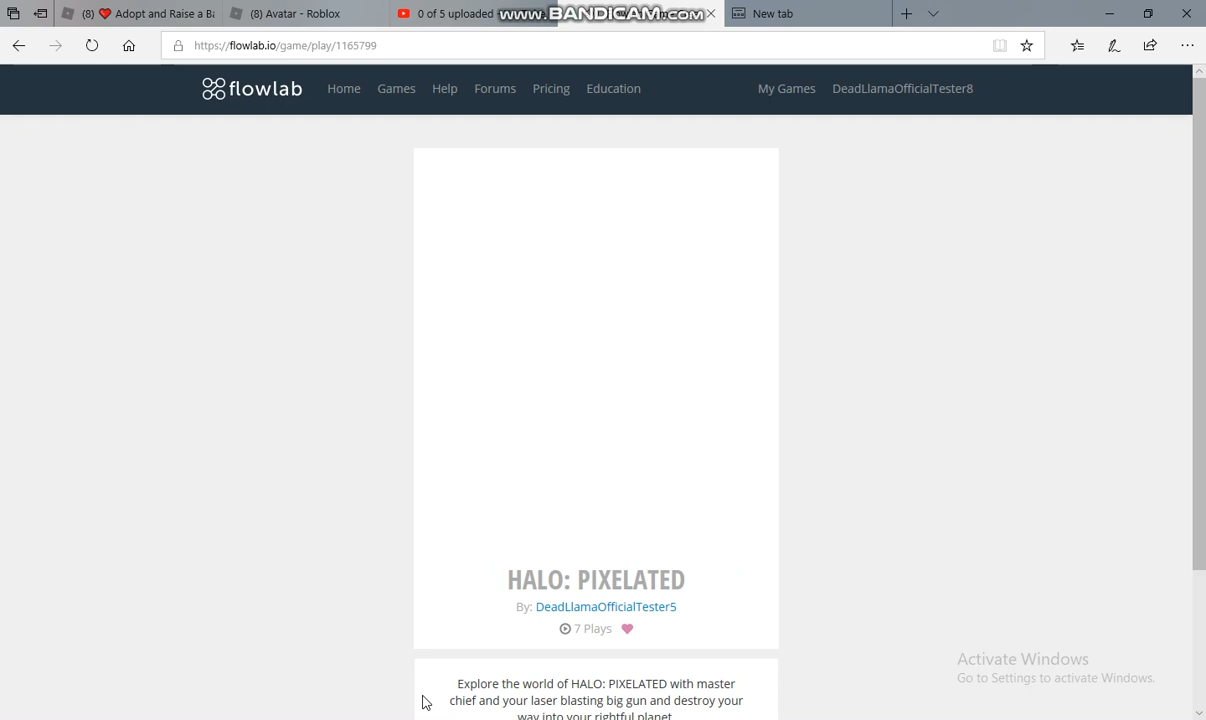 (8) ❤ Adopt and Raise a Ba
(8) Avatar - Roblox
0 of 5 uploaded
www.BANDICAM.com
New tab
https://flowlab.io/game/play/1165799
flowlab
Home
Games
Help
Forums
Pricing
Education
My Games
DeadLlamaOfficialTester8
HALO: PIXELATED
By: DeadLlamaOfficialTester5
7 Plays
Explore the world of HALO: PIXELATED with master
chief and your laser blasting big gun and destroy your
way into your rightful planet
Activate Windows
Go to Settings to activate Windows.